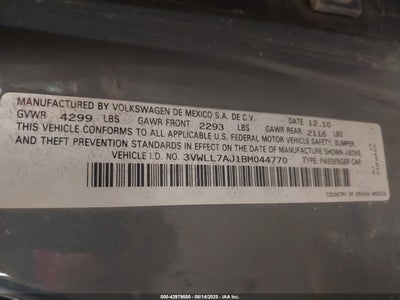 MANUFACTURED BY VOLKSWAGEN DE MEXICO S.A. DE C.V. DATE 12.10
GVWR 4299 LBS GAWR FRONT 2293 LBS GAWR REAR 2116 LBS
THIS VEHICLE CONFORMS TO ALL APPLICABLE U.S. FEDERAL MOTOR VEHICLE SAFETY, BUMPER
AND THEFT PREVENTION STANDARDS IN EFFECT ON THE DATE OF MANUFACTURE SHOWN ABOVE
VEHICLE I.D. NO. 3VWLL7AJ1BM044770 TYPE: PASSENGER CAR
COUNTRY OF ORIGIN: MEXICO
000-42979550 - 08/14/2025 - IAA, Inc.